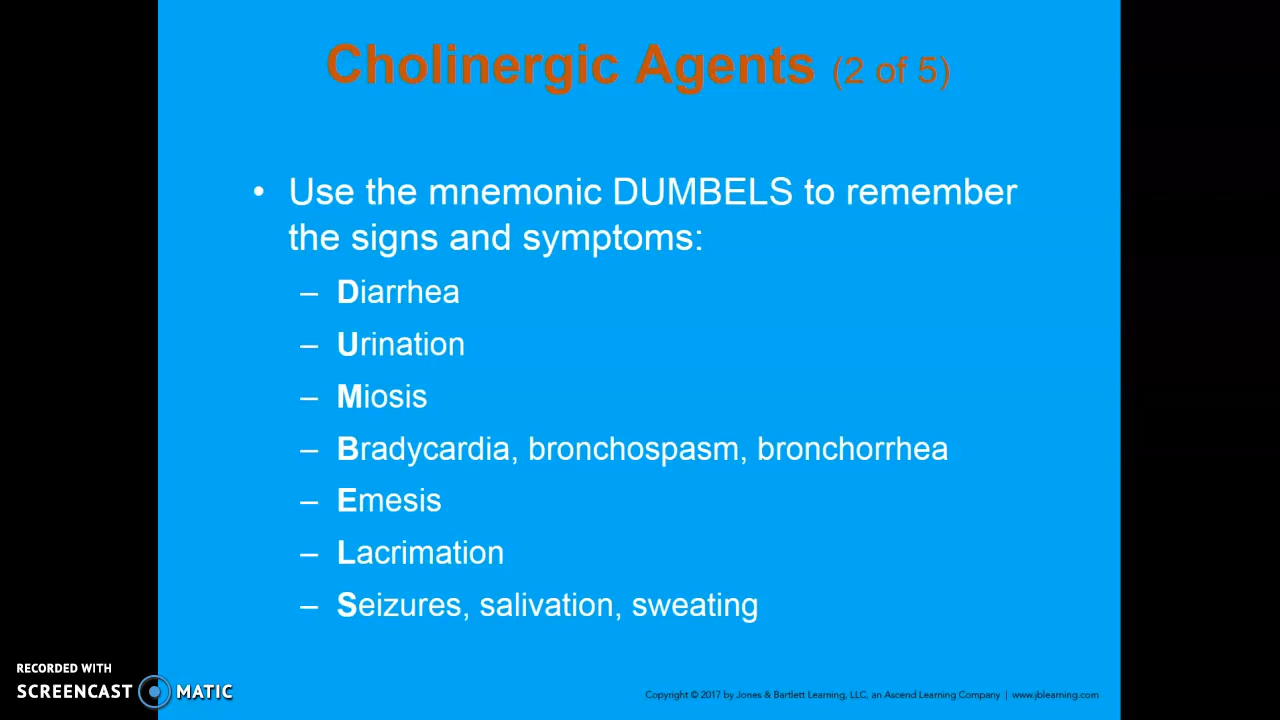 Cholinergic Agents (2 of 5)
• Use the mnemonic DUMBELS to remember
the signs and symptoms:
– Diarrhea
– Urination
– Miosis
– Bradycardia, bronchospasm, bronchorrhea
– Emesis
– Lacrimation
– Seizures, salivation, sweating
RECORDED WITH
SCREENCAST MATIC
Copyright © 2017 by Jones & Bartlett Learning, LLC, an Ascend Learning Company | www.jblearning.com